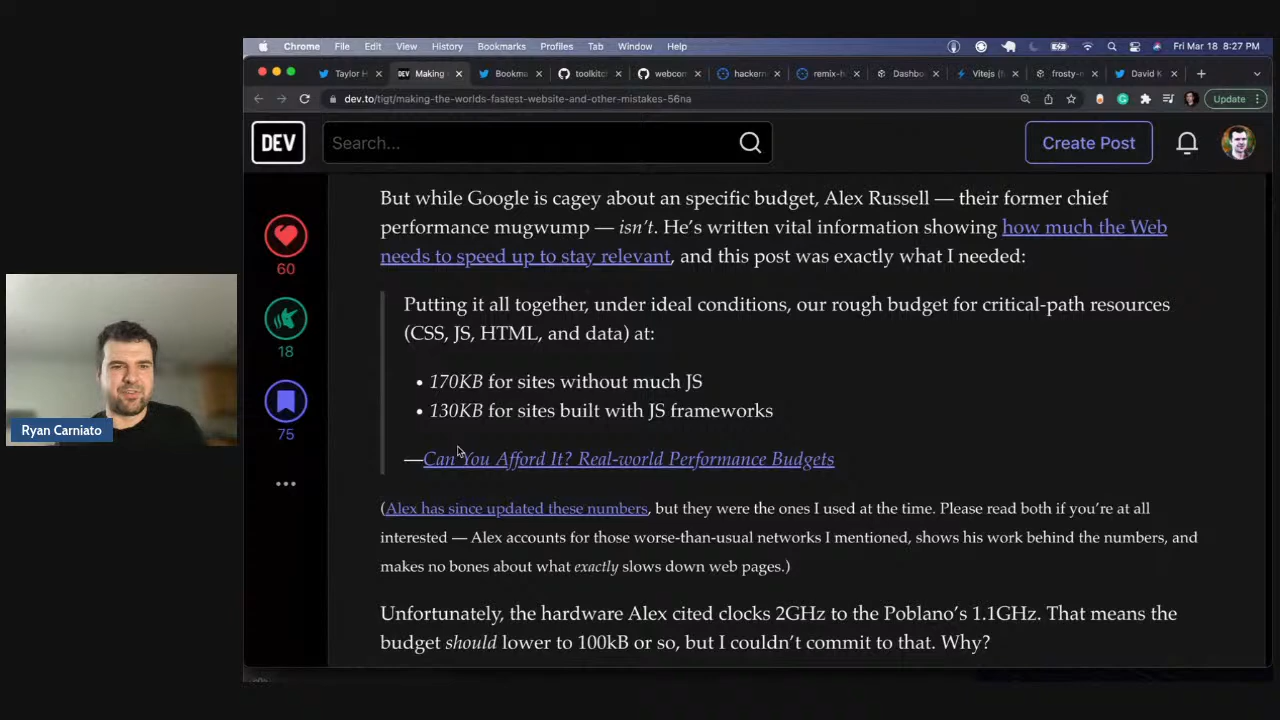 Chrome File Edit View History Bookmarks Profiles Tab Window Help Fri Mar 18 8:27 PM
Taylor H Making Bookma toolkitc webcon hackern remix-h Dashbo Vitejs (f frosty-n David K
dev.to/tigt/making-the-worlds-fastest-website-and-other-mistakes-56na Update
DEV Search... Create Post
But while Google is cagey about an specific budget, Alex Russell — their former chief
performance mugwump — isn't. He's written vital information showing how much the Web
needs to speed up to stay relevant, and this post was exactly what I needed:
60
Putting it all together, under ideal conditions, our rough budget for critical-path resources
(CSS, JS, HTML, and data) at:
18
• 170KB for sites without much JS
• 130KB for sites built with JS frameworks
75
—Can You Afford It? Real-world Performance Budgets
(Alex has since updated these numbers, but they were the ones I used at the time. Please read both if you're at all
interested — Alex accounts for those worse-than-usual networks I mentioned, shows his work behind the numbers, and
makes no bones about what exactly slows down web pages.)
Unfortunately, the hardware Alex cited clocks 2GHz to the Poblano's 1.1GHz. That means the
budget should lower to 100kB or so, but I couldn't commit to that. Why?
Ryan Carniato